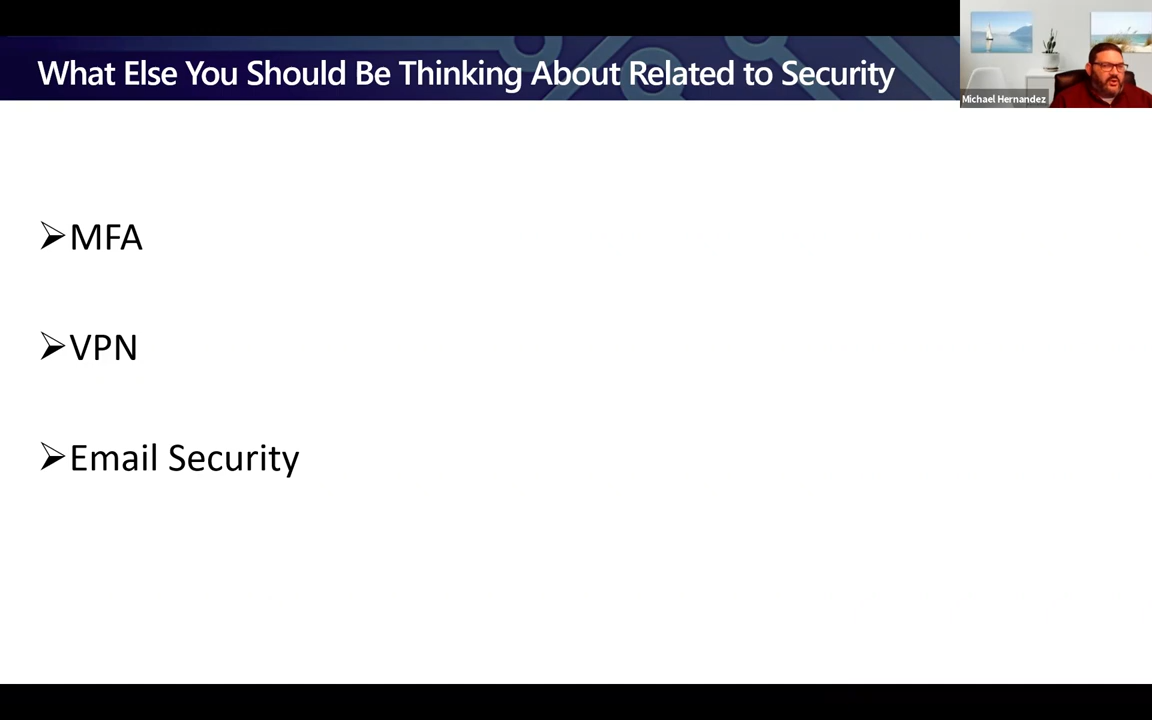 What Else You Should Be Thinking About Related to Security
Michael Hernandez
➢MFA
➢VPN
➢Email Security